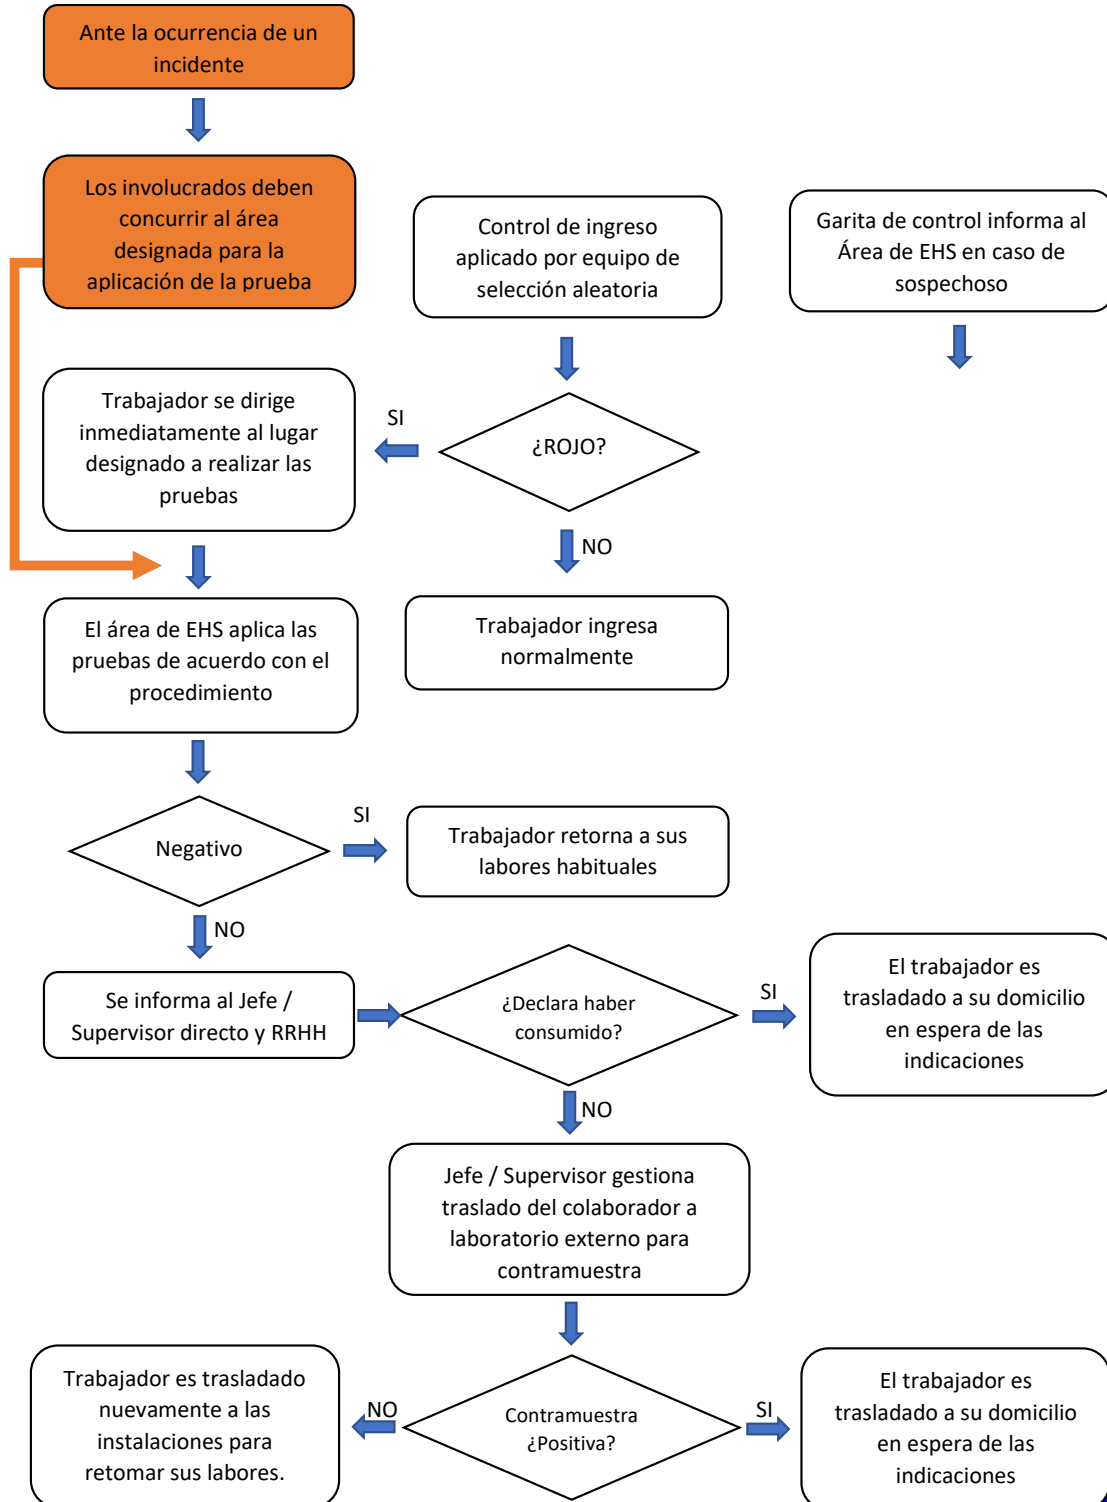 Ante la ocurrencia de un
incidente
Los involucrados deben
concurrir al área
designada para la
aplicación de la prueba
Control de ingreso
aplicado por equipo de
selección aleatoria
Garita de control informa al
Área de EHS en caso de
sospechoso
Trabajador se dirige
inmediatamente al lugar
designado a realizar las
pruebas
SI
¿ROJO?
NO
Trabajador ingresa
normalmente
El área de EHS aplica las
pruebas de acuerdo con el
procedimiento
Negativo
SI
Trabajador retorna a sus
labores habituales
NO
Se informa al Jefe /
Supervisor directo y RRHH
¿Declara haber
consumido?
SI
El trabajador es
trasladado a su domicilio
en espera de las
indicaciones
NO
Jefe / Supervisor gestiona
traslado del colaborador a
laboratorio externo para
contramuestra
Trabajador es trasladado
nuevamente a las
instalaciones para
retomar sus labores.
NO
Contramuestra
¿Positiva?
SI
El trabajador es
trasladado a su domicilio
en espera de las
indicaciones